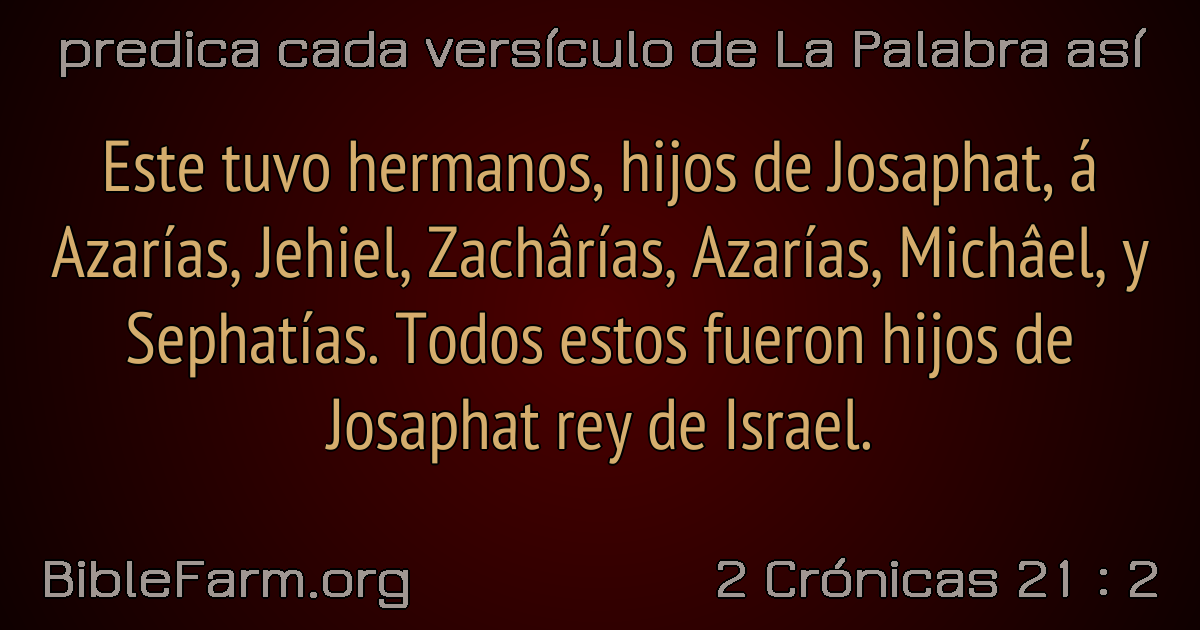 predica cada versículo de La Palabra así
Este tuvo hermanos, hijos de Josaphat, á
Azarías, Jehiel, Zachârías, Azarías, Michâel, y
Sephatías. Todos estos fueron hijos de
Josaphat rey de Israel.
BibleFarm.org
2 Crónicas 21 : 2